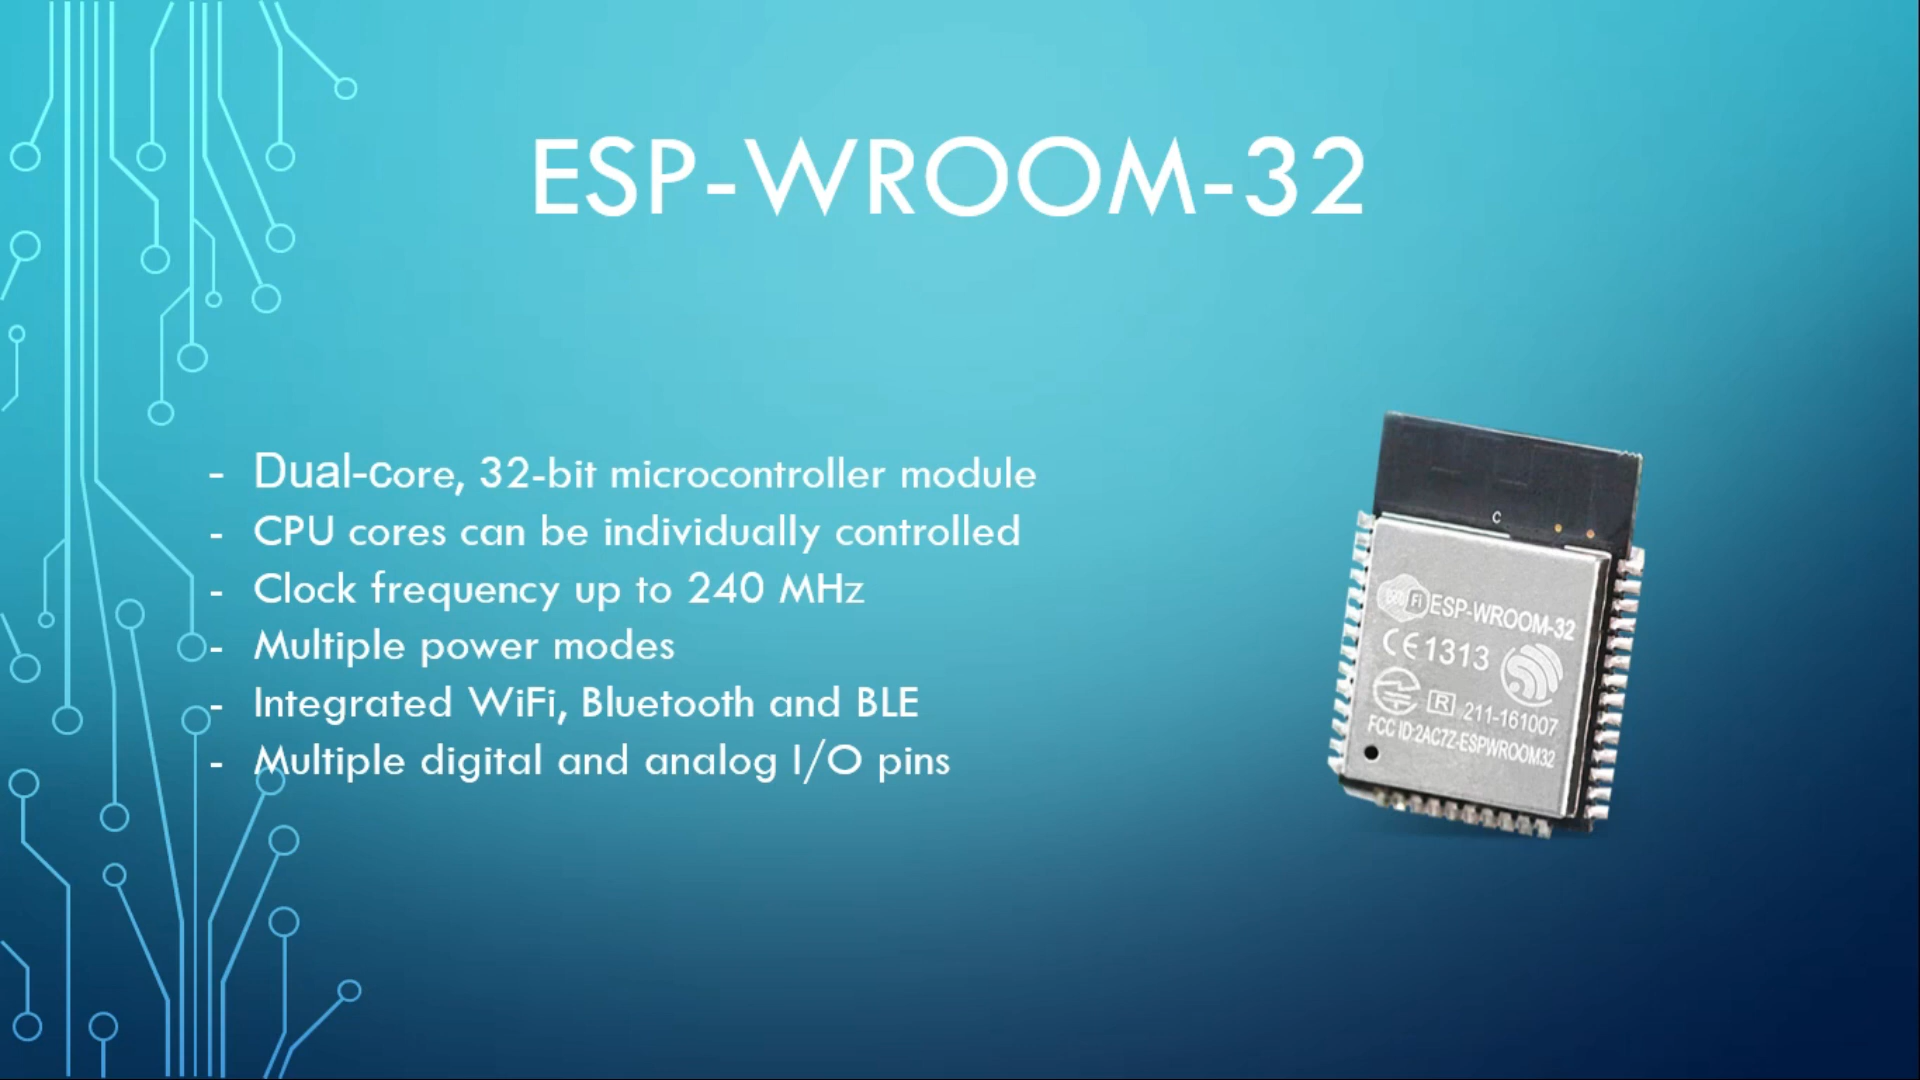 ESP-WROOM-32
- Dual-core, 32-bit microcontroller module
- CPU cores can be individually controlled
- Clock frequency up to 240 MHz
- Multiple power modes
- Integrated WiFi, Bluetooth and BLE
- Multiple digital and analog I/O pins
C
Fi ESP-WROOM-32
CE1313
R 211-161007
FCC ID:2AC7Z-ESPWROOM32